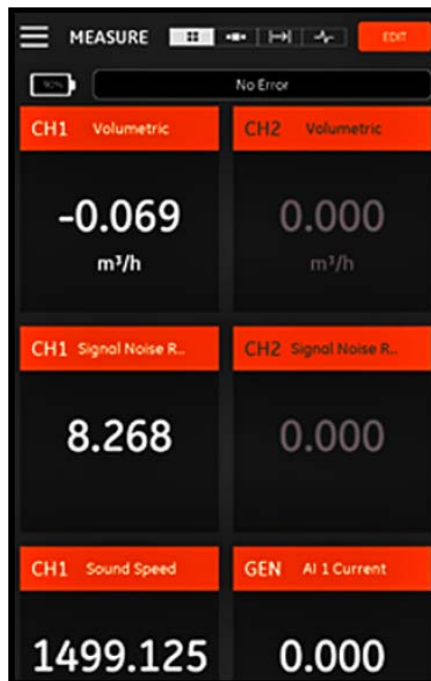 MEASURE EDIT
90% No Error
CH1 Volumetric CH2 Volumetric
-0.069 0.000
m³/h m³/h
CH1 Signal Noise R... CH2 Signal Noise R...
8.268 0.000
CH1 Sound Speed GEN AI 1 Current
1499.125 0.000